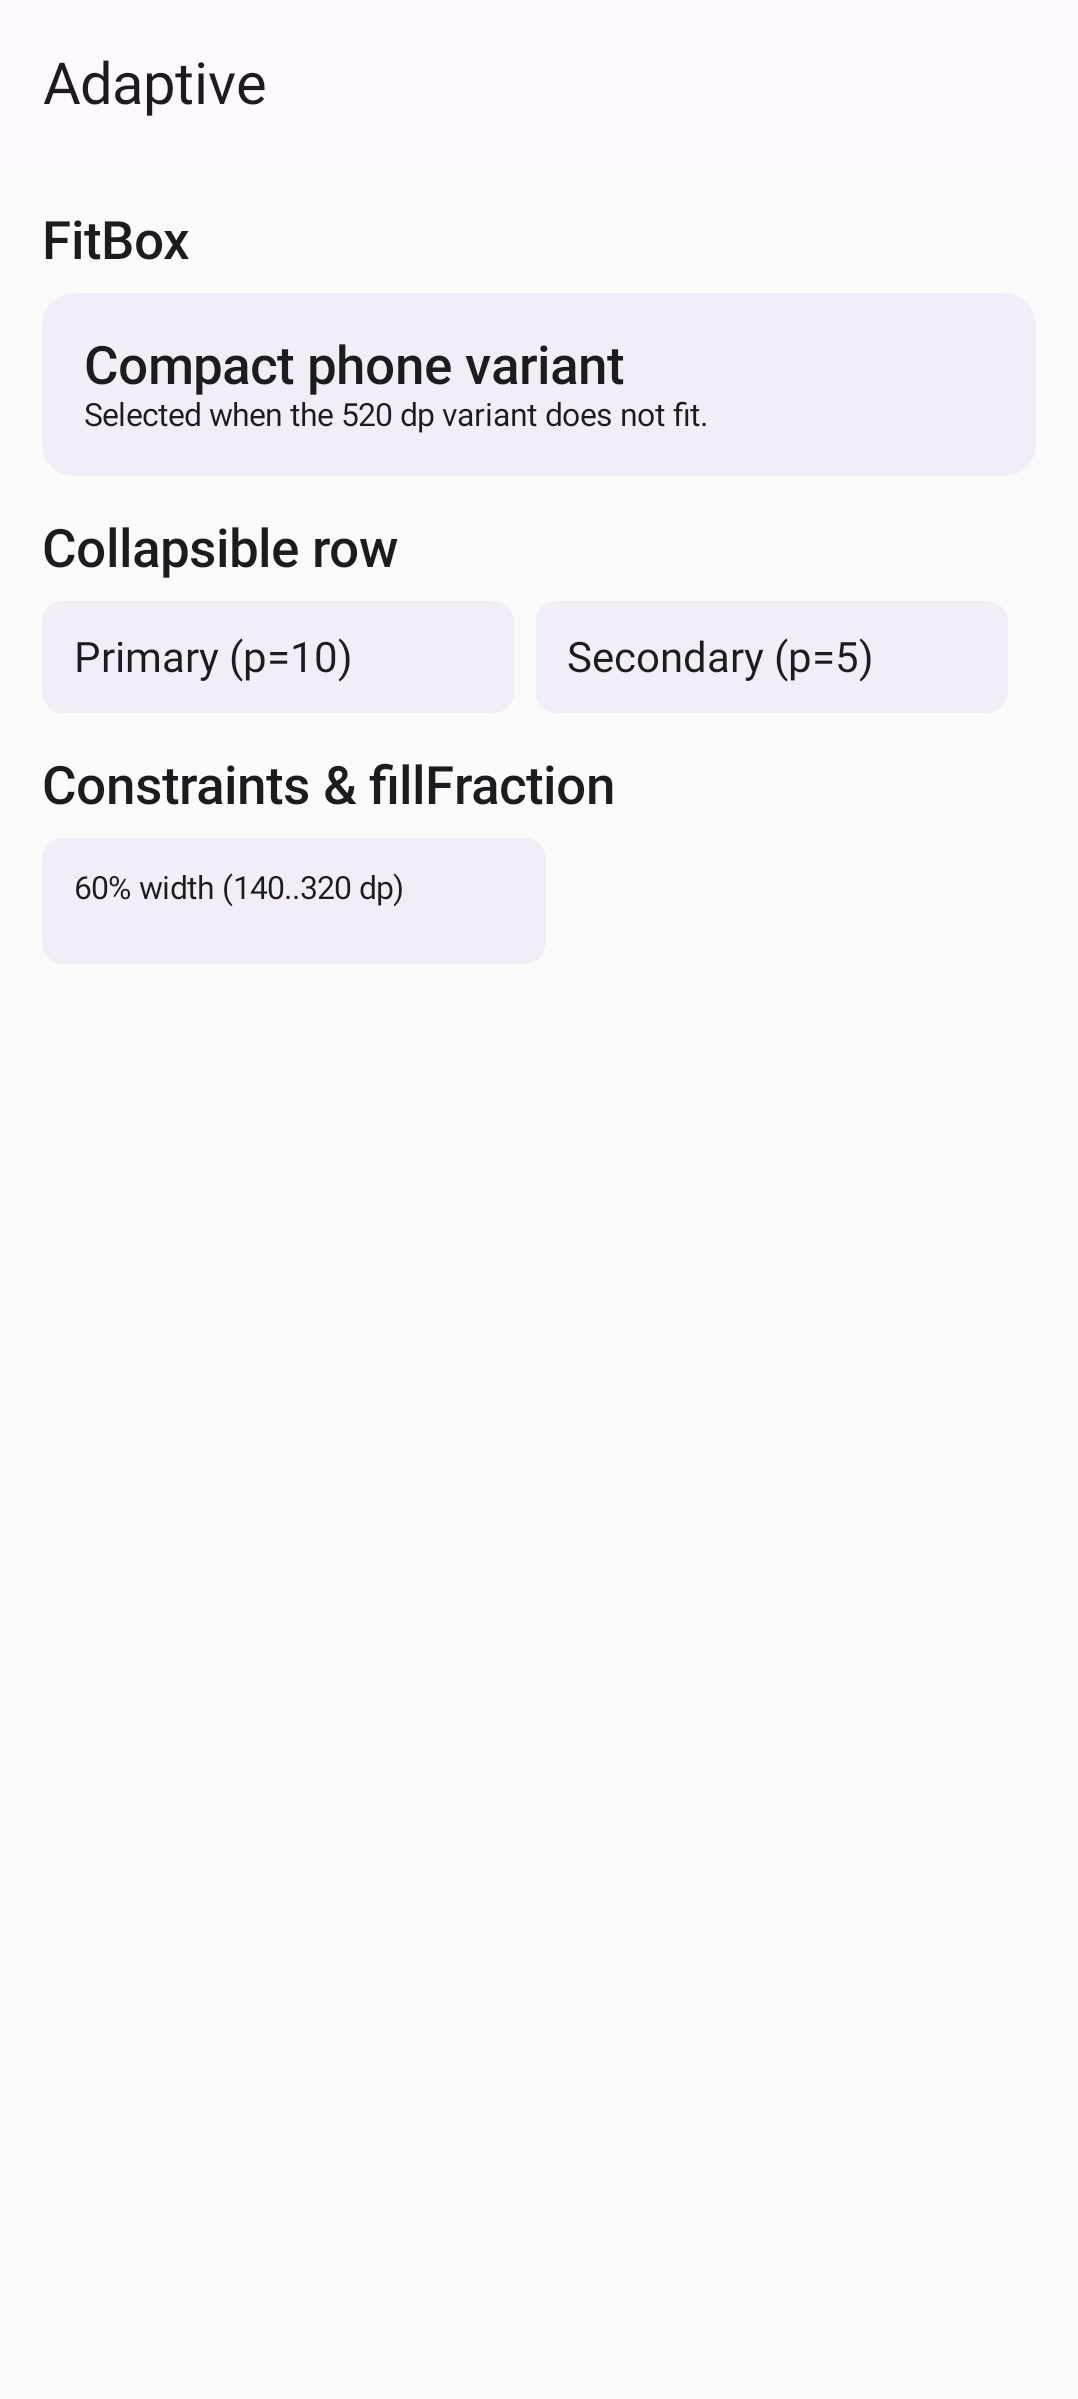 Adaptive
FitBox
Compact phone variant
Selected when the 520 dp variant does not fit.
Collapsible row
Primary (p=10)
Secondary (p=5)
Constraints & fillFraction
60% width (140..320 dp)